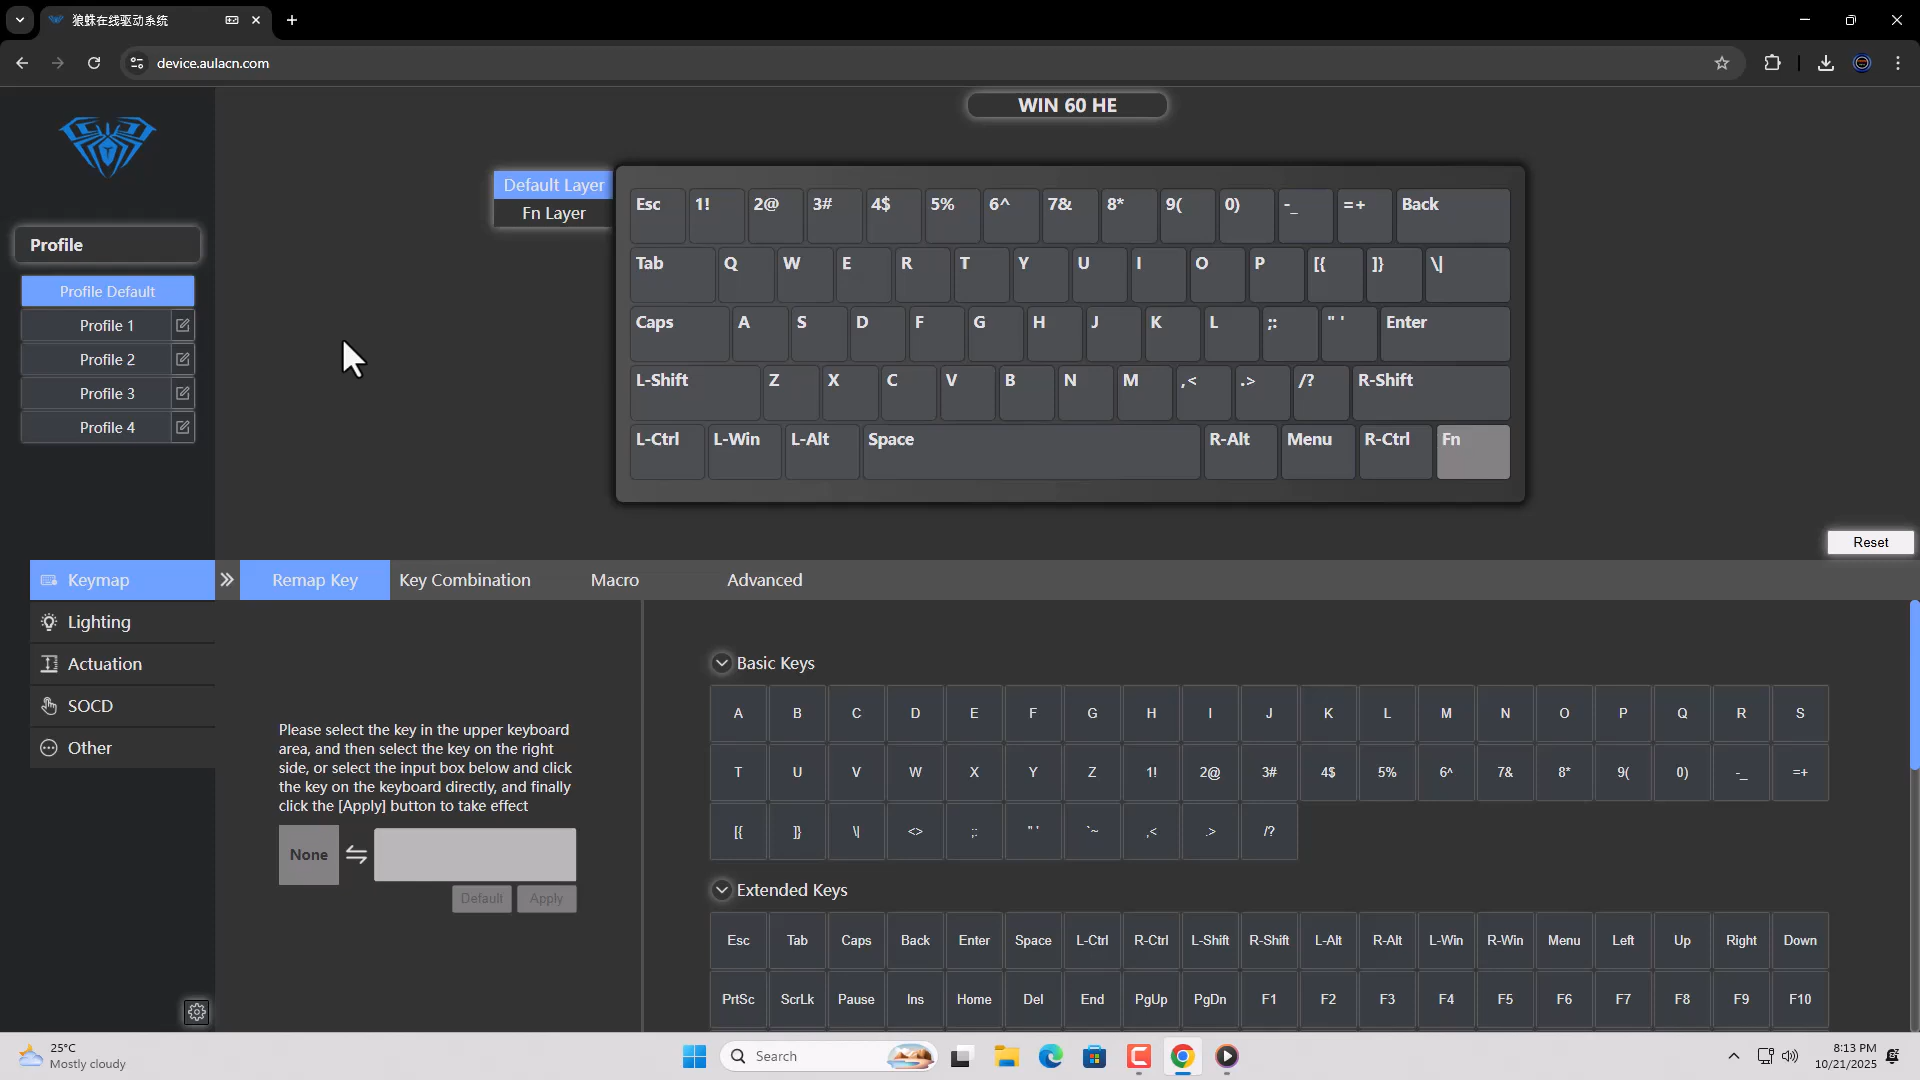 狼蛛在线驱动系统
device.aulacn.com
WIN 60 HE
Default Layer
Fn Layer
Profile
Profile Default
Profile 1
Profile 2
Profile 3
Profile 4
Esc 1! 2@ 3# 4$ 5% 6^ 7& 8* 9( 0) -_ =+ Back
Tab Q W E R T Y U I O P [{ ]} \|
Caps A S D F G H J K L ;: "' Enter
L-Shift Z X C V B N M ,< .> /? R-Shift
L-Ctrl L-Win L-Alt Space R-Alt Menu R-Ctrl Fn
Reset
Keymap
Lighting
Actuation
SOCD
Other
Remap Key Key Combination Macro Advanced
Please select the key in the upper keyboard
area, and then select the key on the right
side, or select the input box below and click
the key on the keyboard directly, and finally
click the [Apply] button to take effect
None
Default Apply
Basic Keys
A B C D E F G H I J K L M N O P Q R S
T U V W X Y Z 1! 2@ 3# 4$ 5% 6^ 7& 8* 9( 0) -_ =+
[{ ]} \| <> ;: "' `~ ,< .> /?
Extended Keys
Esc Tab Caps Back Enter Space L-Ctrl R-Ctrl L-Shift R-Shift L-Alt R-Alt L-Win R-Win Menu Left Up Right Down
PrtSc ScrLk Pause Ins Home Del End PgUp PgDn F1 F2 F3 F4 F5 F6 F7 F8 F9 F10
25°C
Mostly cloudy
Search
8:13 PM
10/21/2025